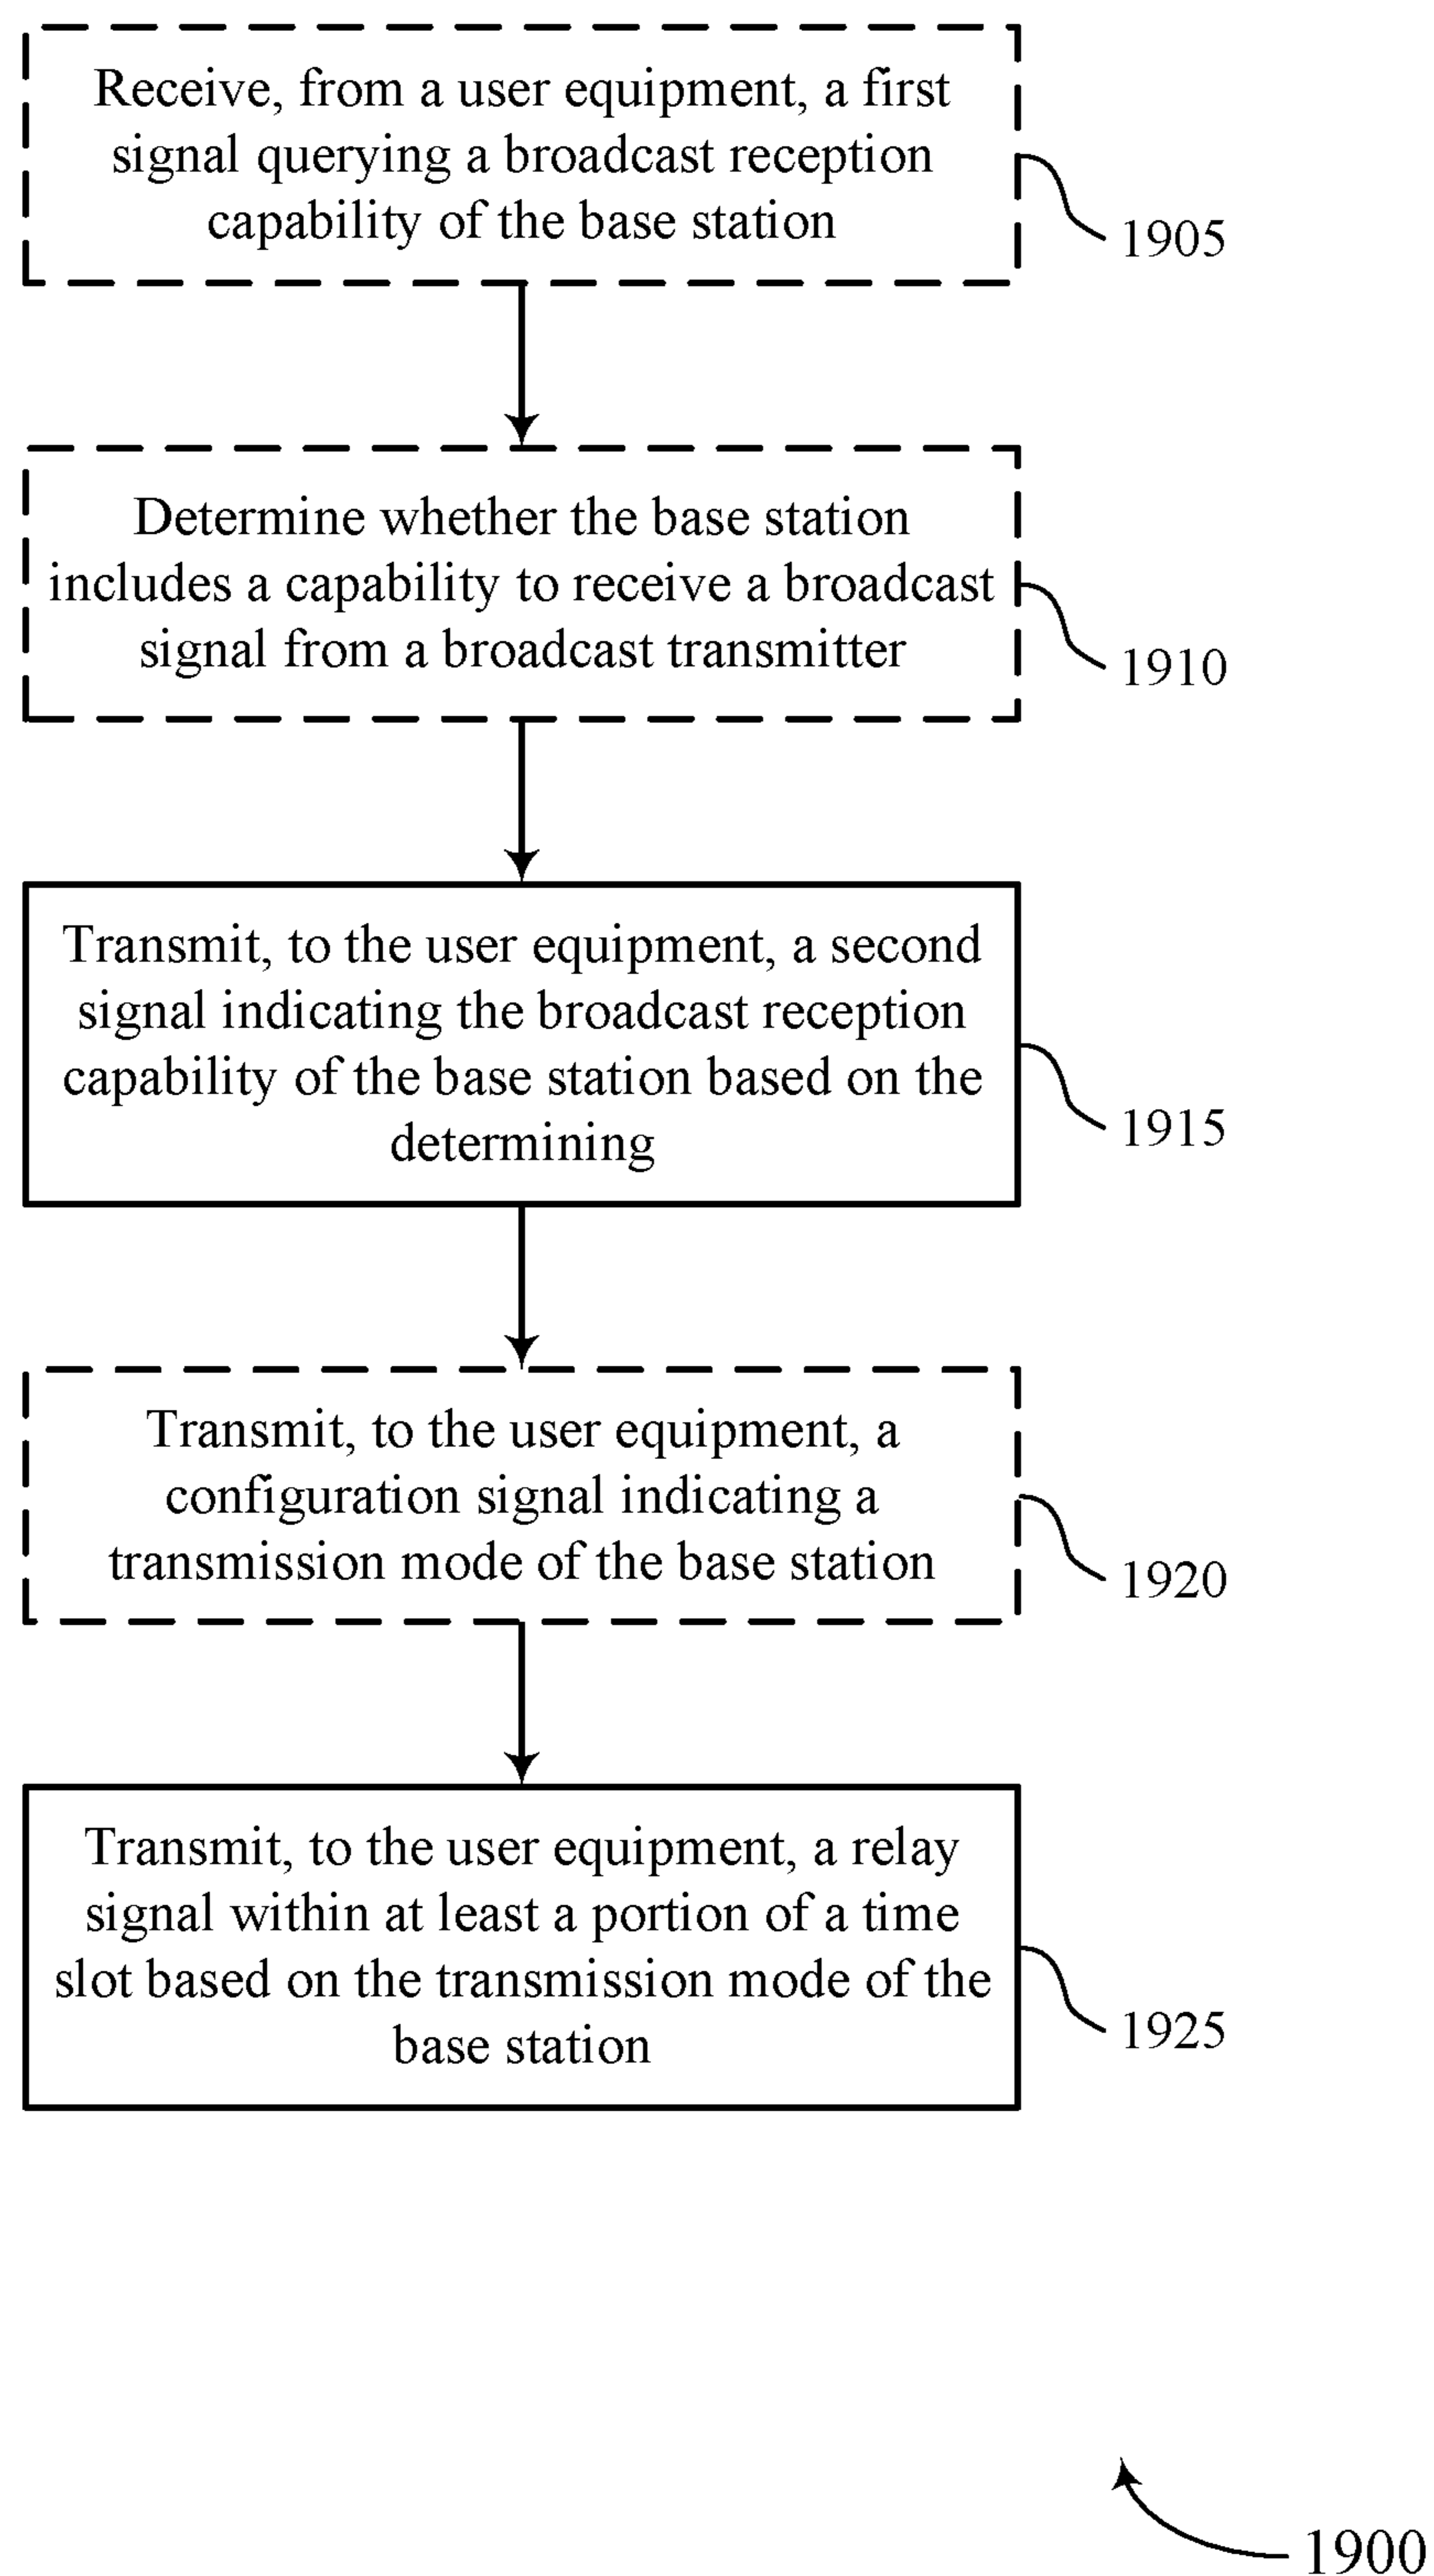 Receive, from a user equipment, a first
signal querying a broadcast reception
capability of the base station
1905
Determine whether the base station
includes a capability to receive a broadcast
signal from a broadcast transmitter
1910
Transmit, to the user equipment, a second
signal indicating the broadcast reception
capability of the base station based on the
determining
1915
Transmit, to the user equipment, a
configuration signal indicating a
transmission mode of the base station
1920
Transmit, to the user equipment, a relay
signal within at least a portion of a time
slot based on the transmission mode of the
base station
1925
1900